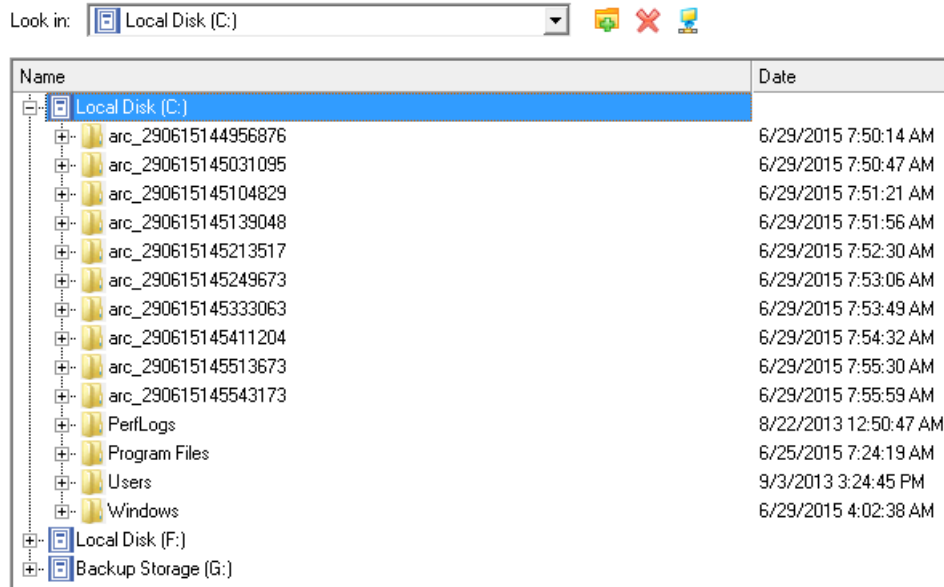 Look in: Local Disk (C:)
Name Date
Local Disk (C:)
arc_290615144956876 6/29/2015 7:50:14 AM
arc_290615145031095 6/29/2015 7:50:47 AM
arc_290615145104829 6/29/2015 7:51:21 AM
arc_290615145139048 6/29/2015 7:51:56 AM
arc_290615145213517 6/29/2015 7:52:30 AM
arc_290615145249673 6/29/2015 7:53:06 AM
arc_290615145333063 6/29/2015 7:53:49 AM
arc_290615145411204 6/29/2015 7:54:32 AM
arc_290615145513673 6/29/2015 7:55:30 AM
arc_290615145543173 6/29/2015 7:55:59 AM
PerfLogs 8/22/2013 12:50:47 AM
Program Files 6/25/2015 7:24:19 AM
Users 9/3/2013 3:24:45 PM
Windows 6/29/2015 4:02:38 AM
Local Disk (F:)
Backup Storage (G:)